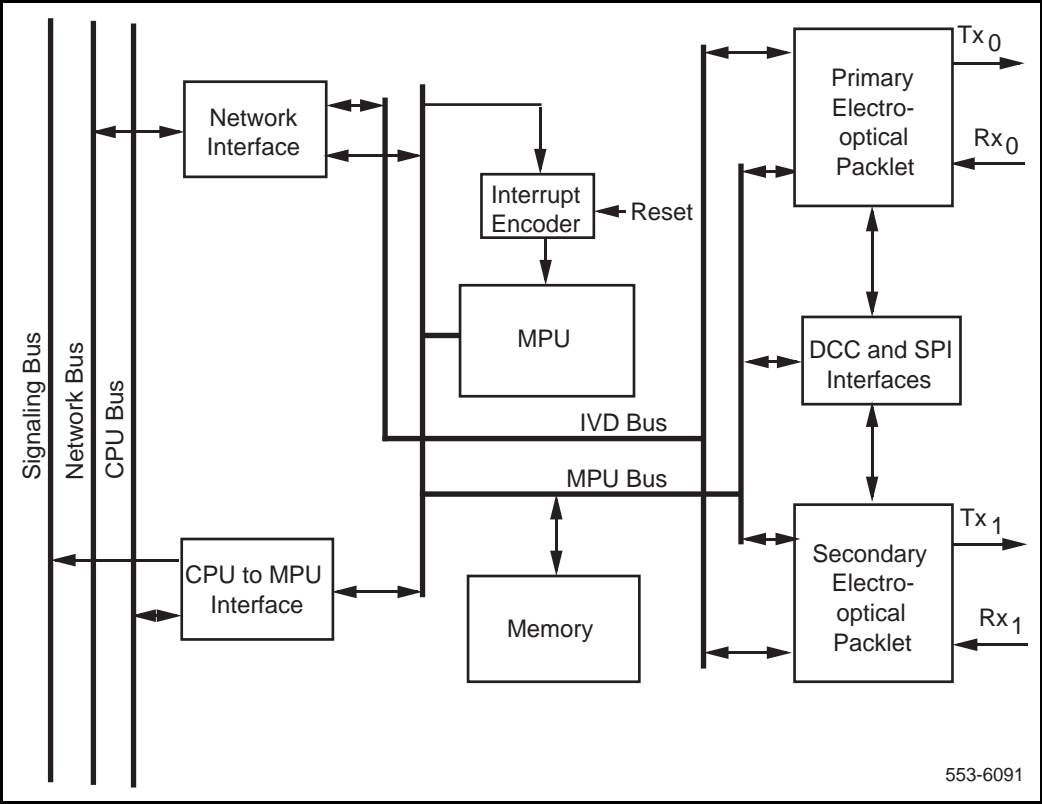 Signaling Bus
Network Bus
CPU Bus
Network
Interface
Interrupt
Encoder
Reset
MPU
IVD Bus
MPU Bus
CPU to MPU
Interface
Memory
Primary
Electro-
optical
Packlet
Tx0
Rx0
DCC and SPI
Interfaces
Secondary
Electro-
optical
Packlet
Tx1
Rx1
553-6091